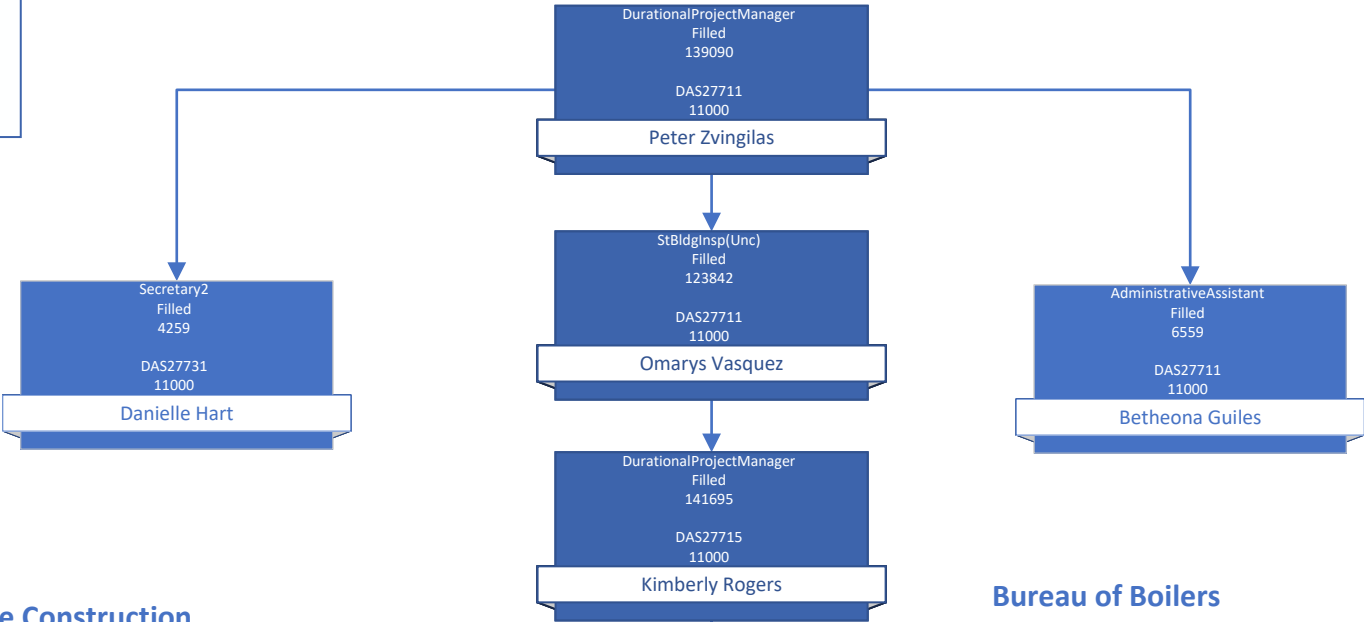 DurationalProjectManager
Filled
139090
DAS27711
11000
Peter Zvingilas
StBldgInsp(Unc)
Filled
123842
DAS27711
11000
Omarys Vasquez
Secretary2
Filled
4259
DAS27731
11000
Danielle Hart
AdministrativeAssistant
Filled
6559
DAS27711
11000
Betheona Guiles
DurationalProjectManager
Filled
141695
DAS27715
11000
Kimberly Rogers
Bureau of Boilers
e Construction